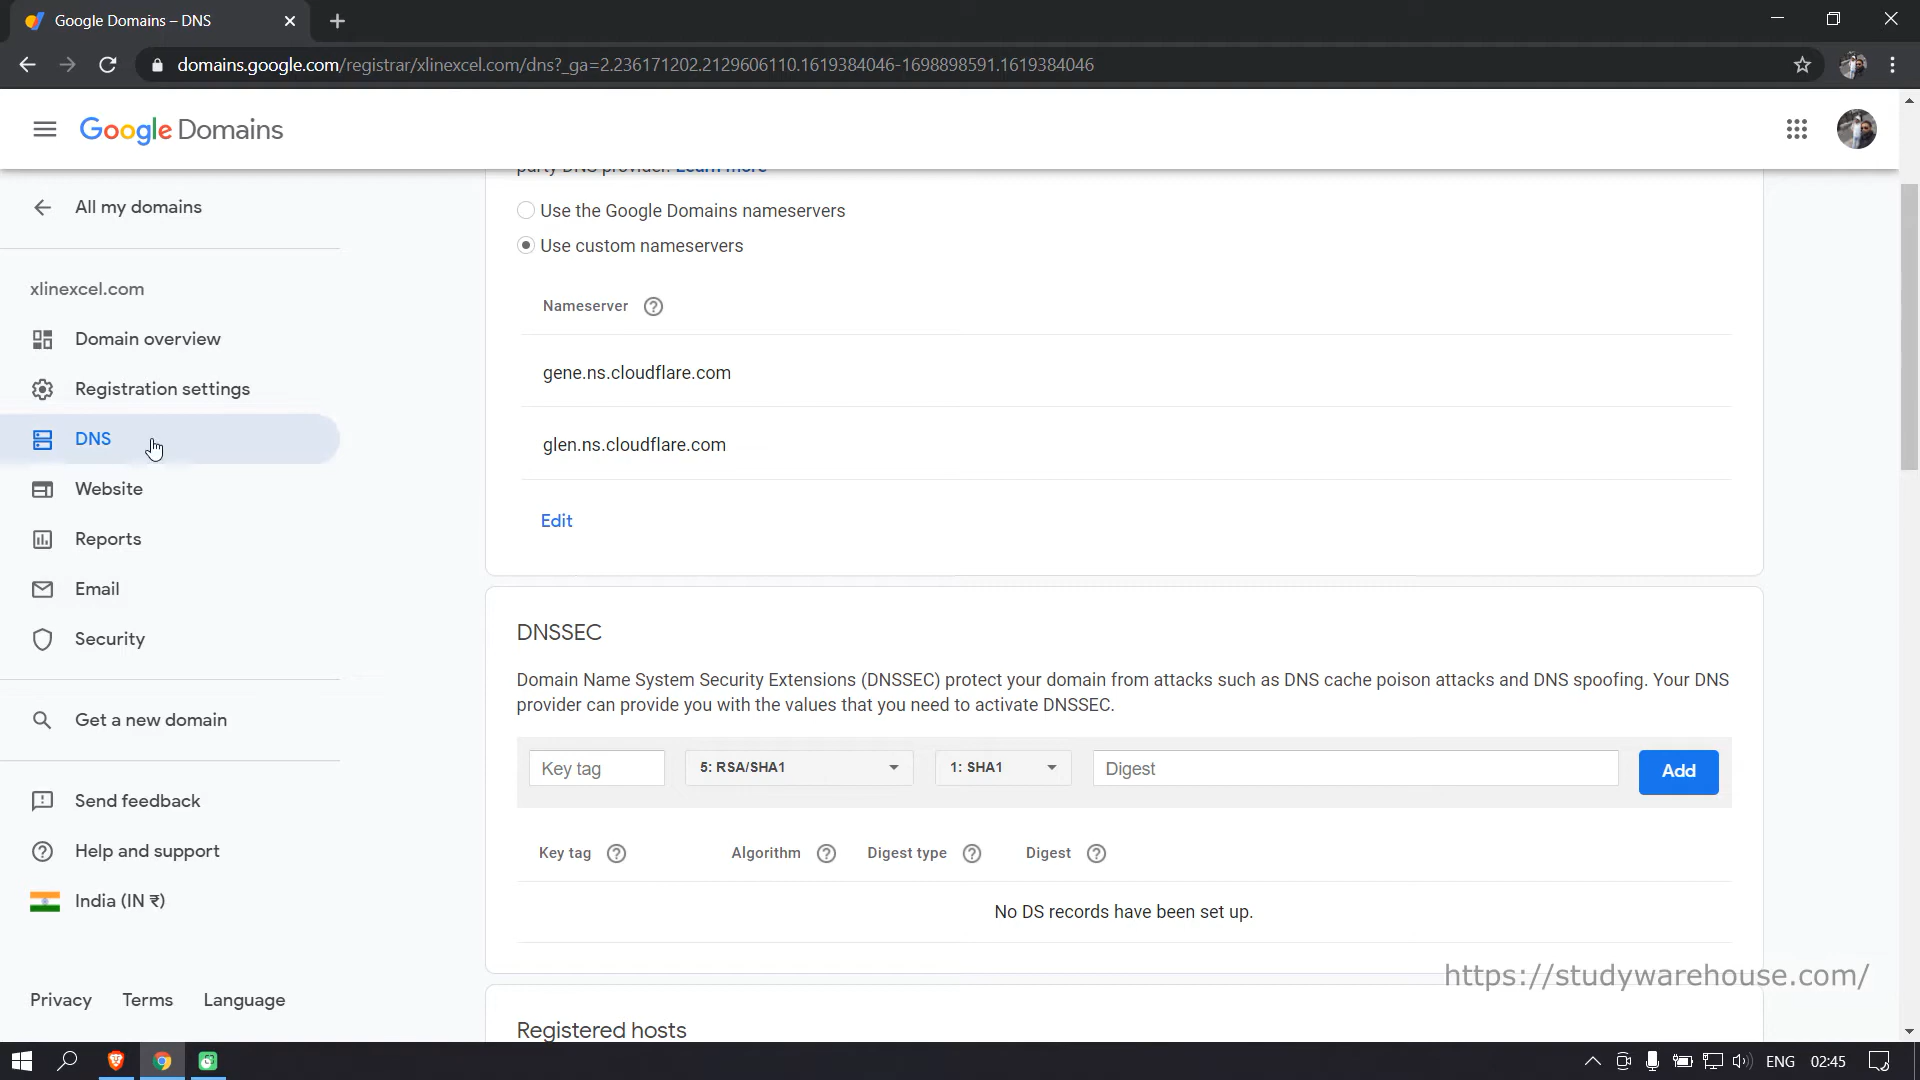 Google Domains – DNS
domains.google.com/registrar/xlinexcel.com/dns?_ga=2.236171202.2129606110.1619384046-1698898591.1619384046
Google Domains
party DNS provider. Learn more
All my domains
Use the Google Domains nameservers
Use custom nameservers
xlinexcel.com
Nameserver
Domain overview
gene.ns.cloudflare.com
Registration settings
DNS
glen.ns.cloudflare.com
Website
Edit
Reports
Email
Security
DNSSEC
Domain Name System Security Extensions (DNSSEC) protect your domain from attacks such as DNS cache poison attacks and DNS spoofing. Your DNS
provider can provide you with the values that you need to activate DNSSEC.
Get a new domain
Key tag 5: RSA/SHA1 1: SHA1 Digest Add
Send feedback
Help and support
Key tag Algorithm Digest type Digest
India (IN ₹)
No DS records have been set up.
https://studywarehouse.com/
Privacy Terms Language
Registered hosts
ENG 02:45